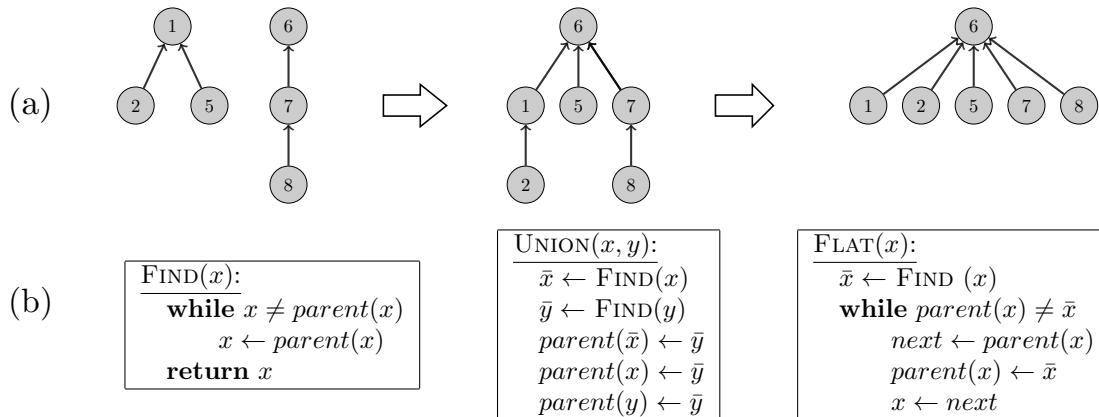 1 6 6 6
(a) 2 5 7 1 5 7 1 2 5 7 8
8 2 8
(b)
FIND(x):
while x ≠ parent(x)
x ← parent(x)
return x
UNION(x, y):
x̄ ← FIND(x)
ȳ ← FIND(y)
parent(x̄) ← ȳ
parent(x) ← ȳ
parent(y) ← ȳ
FLAT(x):
x̄ ← FIND (x)
while parent(x) ≠ x̄
next ← parent(x)
parent(x) ← x̄
x ← next